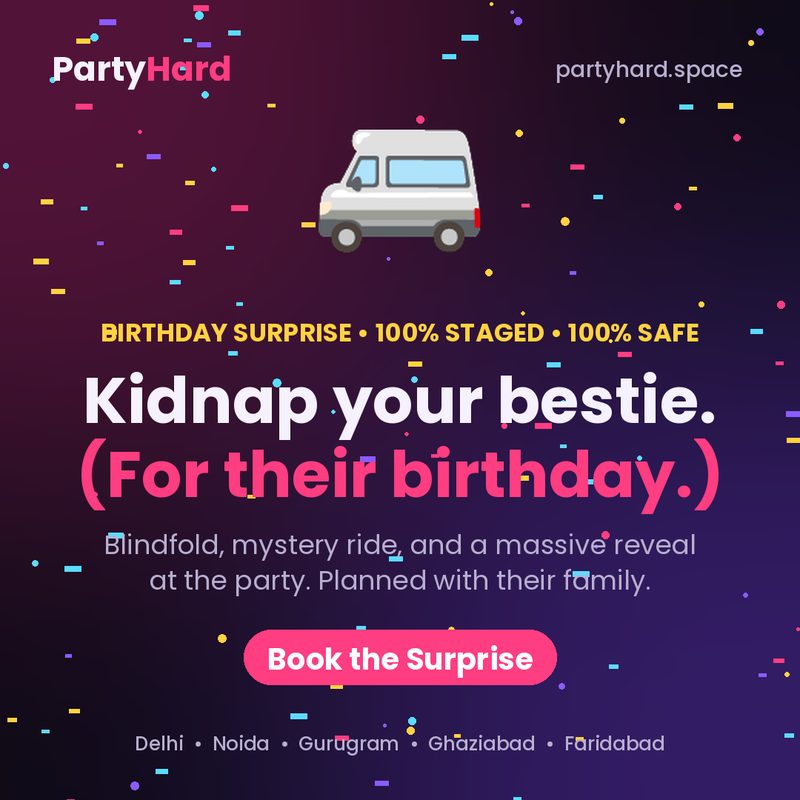 PartyHard
partyhard.space
BIRTHDAY SURPRISE • 100% STAGED • 100% SAFE
Kidnap your bestie.
(For their birthday.)
Blindfold, mystery ride, and a massive reveal
at the party. Planned with their family.
Book the Surprise
Delhi • Noida • Gurugram • Ghaziabad • Faridabad